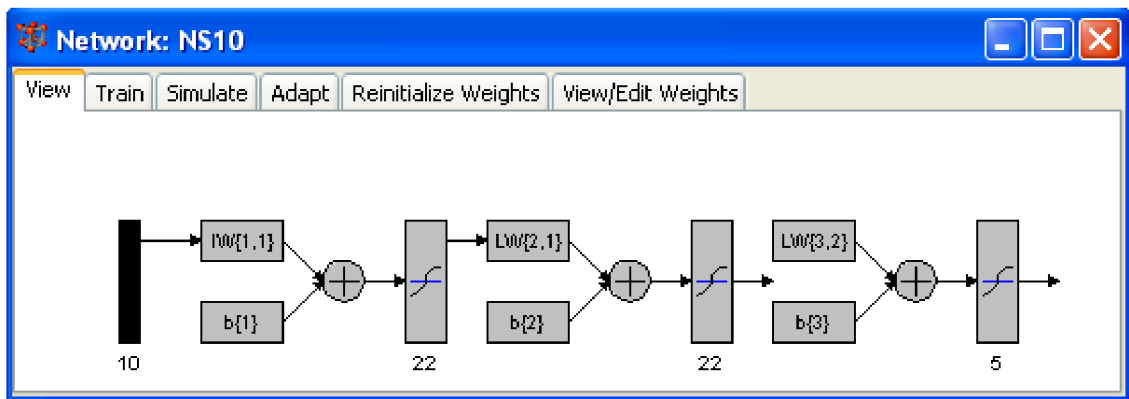 Network: NS10
View Train Simulate Adapt Reinitialize Weights View/Edit Weights
IW{1,1} LW{2,1} LW{3,2}
b{1} b{2} b{3}
10 22 22 5